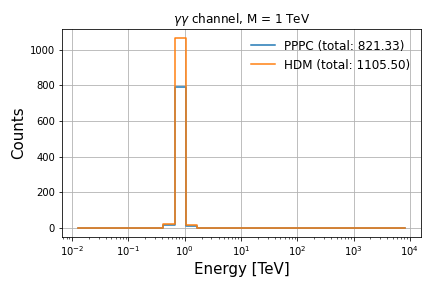 γγ channel, M = 1 TeV
PPPC (total: 821.33)
HDM (total: 1105.50)
Counts
1000
800
600
400
200
0
10⁻² 10⁻¹ 10⁰ 10¹ 10² 10³ 10⁴
Energy [TeV]